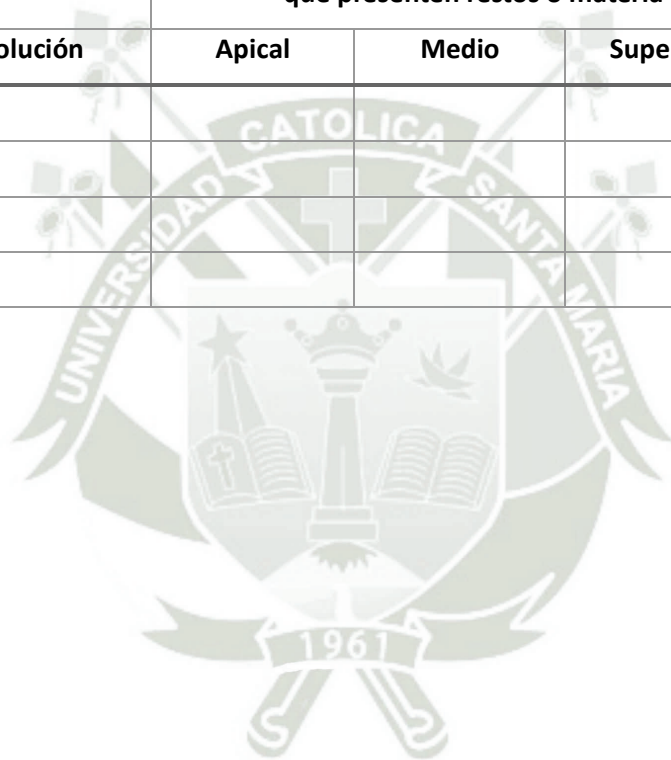 que presenten restos o materia
olución Apical Medio Supe
UNIVERSIDAD CATOLICA SANTA MARIA
1961